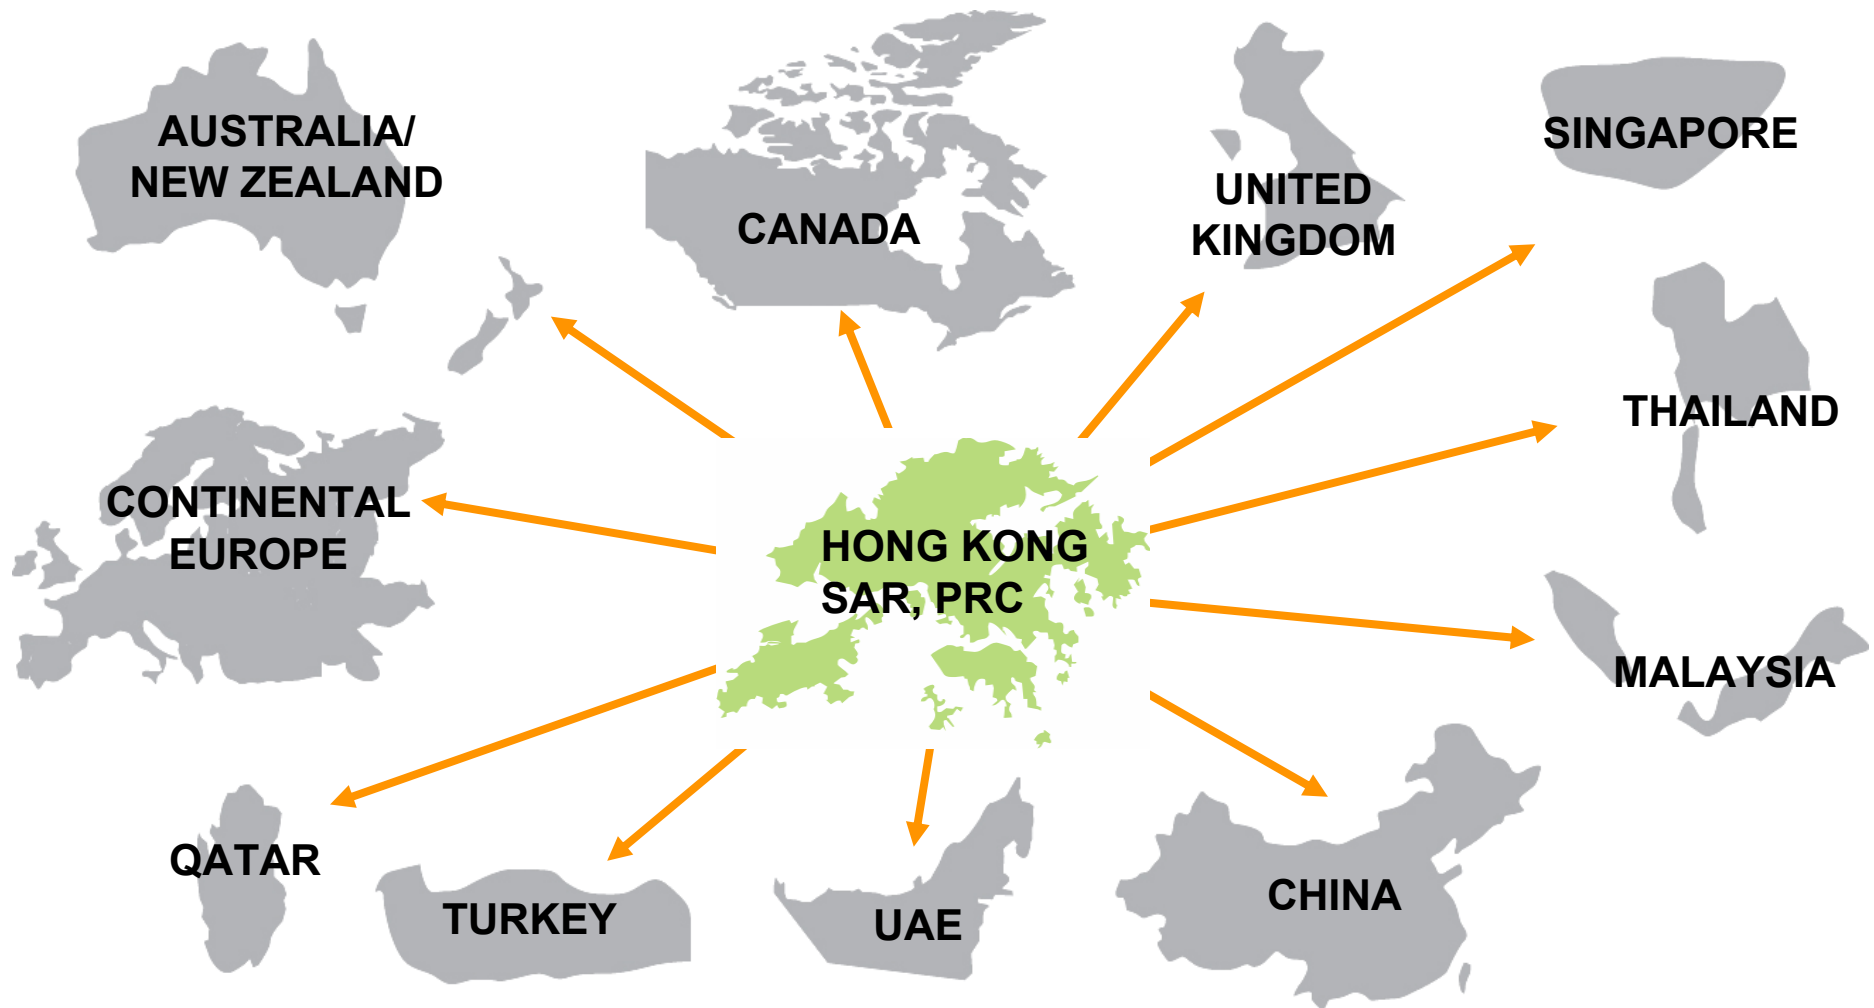 AUSTRALIA/
NEW ZEALAND
CANADA
UNITED
KINGDOM
SINGAPORE
THAILAND
CONTINENTAL
EUROPE
HONG KONG
SAR, PRC
MALAYSIA
QATAR
TURKEY
UAE
CHINA